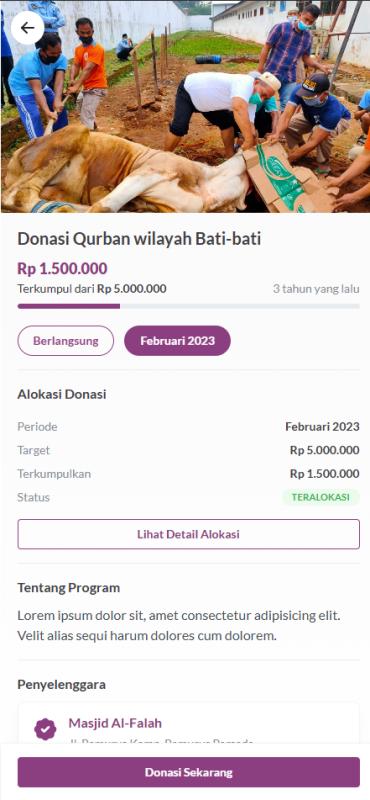 Donasi Qurban wilayah Bati-bati
Rp 1.500.000
Terkumpul dari Rp 5.000.000
3 tahun yang lalu
Berlangsung
Februari 2023
Alokasi Donasi
Periode
Februari 2023
Target
Rp 5.000.000
Terkumpulkan
Rp 1.500.000
Status
TERALOKASI
Lihat Detail Alokasi
Tentang Program
Lorem ipsum dolor sit, amet consectetur adipisicing elit.
Velit alias sequi harum dolores cum dolorem.
Penyelenggara
Masjid Al-Falah
Donasi Sekarang